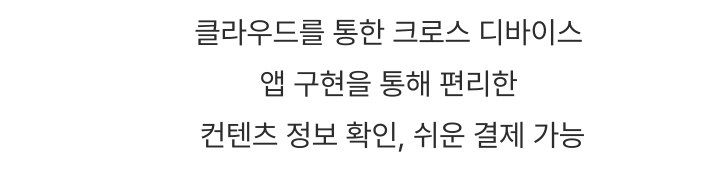 클라우드를 통한 크로스 디바이스
앱 구현을 통해 편리한
컨텐츠 정보 확인, 쉬운 결제 가능